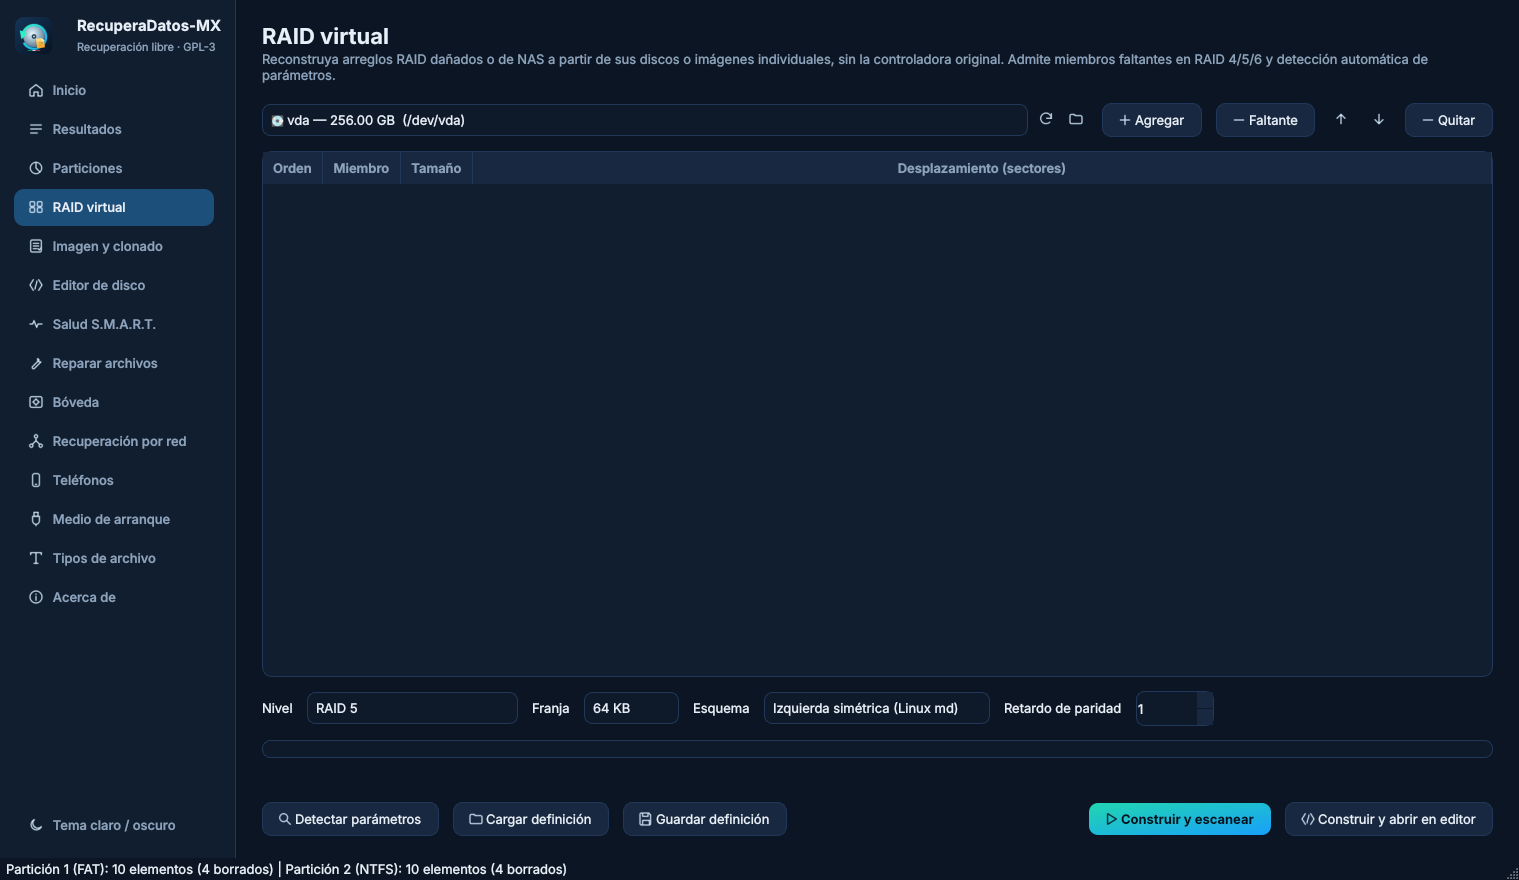 RecuperaDatos-MX
Recuperación libre · GPL-3
Inicio
Resultados
Particiones
RAID virtual
Imagen y clonado
Editor de disco
Salud S.M.A.R.T.
Reparar archivos
Bóveda
Recuperación por red
Teléfonos
Medio de arranque
Tipos de archivo
Acerca de
Tema claro / oscuro
RAID virtual
Reconstruya arreglos RAID dañados o de NAS a partir de sus discos o imágenes individuales, sin la controladora original. Admite miembros faltantes en RAID 4/5/6 y detección automática de
parámetros.
vda — 256.00 GB (/dev/vda)
Agregar
Faltante
Quitar
Orden Miembro Tamaño Desplazamiento (sectores)
Nivel RAID 5 Franja 64 KB Esquema Izquierda simétrica (Linux md) Retardo de paridad 1
Detectar parámetros
Cargar definición
Guardar definición
Construir y escanear
Construir y abrir en editor
Partición 1 (FAT): 10 elementos (4 borrados) | Partición 2 (NTFS): 10 elementos (4 borrados)